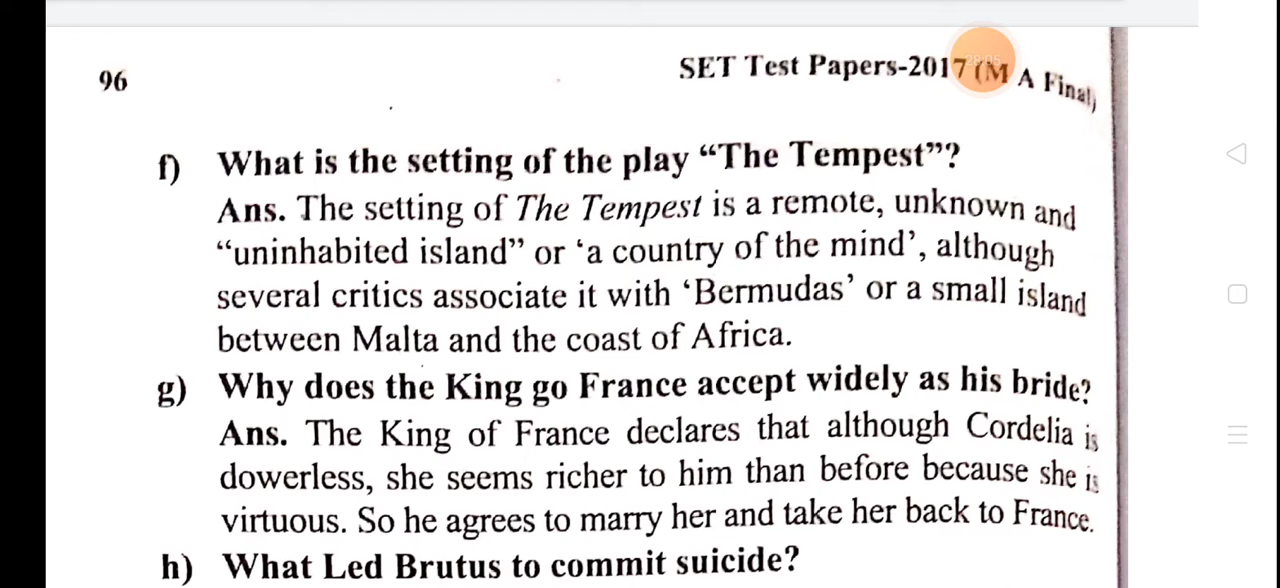 96
SET Test Papers-2017 (M A Final)
f) What is the setting of the play “The Tempest”?
Ans. The setting of The Tempest is a remote, unknown and
“uninhabited island” or ‘a country of the mind’, although
several critics associate it with ‘Bermudas’ or a small island
between Malta and the coast of Africa.
g) Why does the King go France accept widely as his bride?
Ans. The King of France declares that although Cordelia is
dowerless, she seems richer to him than before because she is
virtuous. So he agrees to marry her and take her back to France.
h) What Led Brutus to commit suicide?